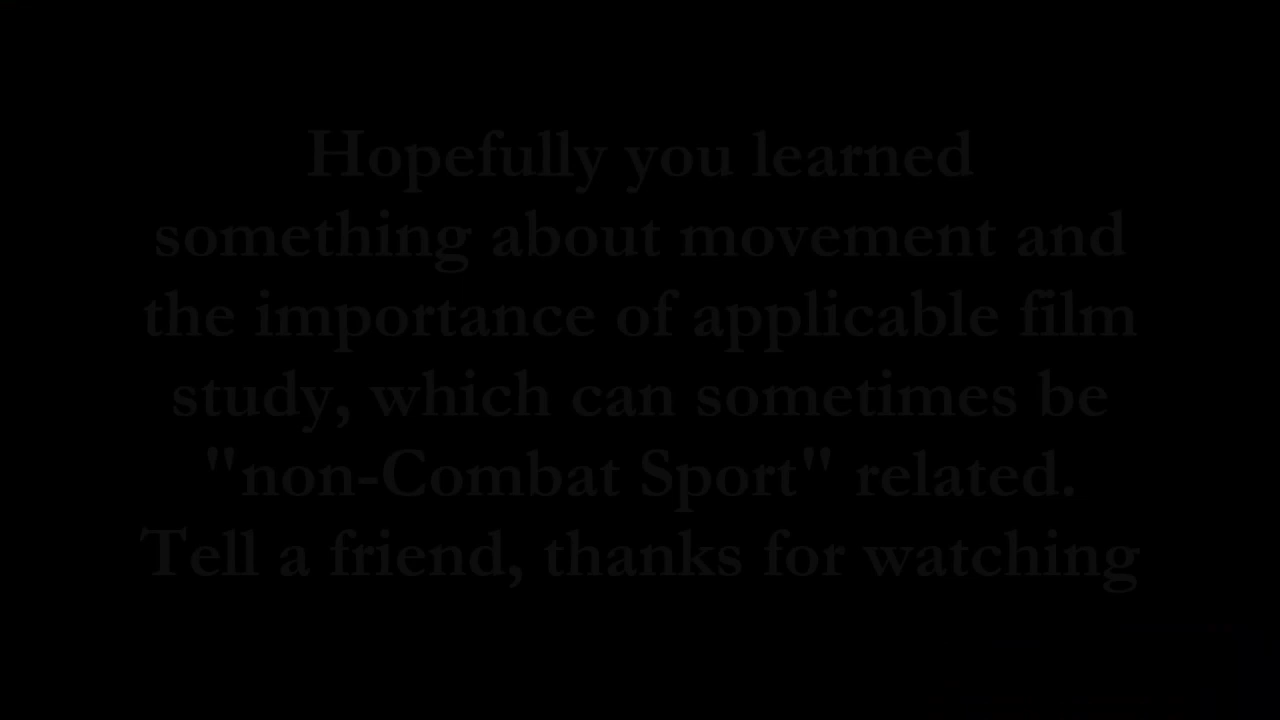 Hopefully you learned
something about movement and
the importance of applicable film
study, which can sometimes be
"non-Combat Sport" related.
Tell a friend, thanks for watching